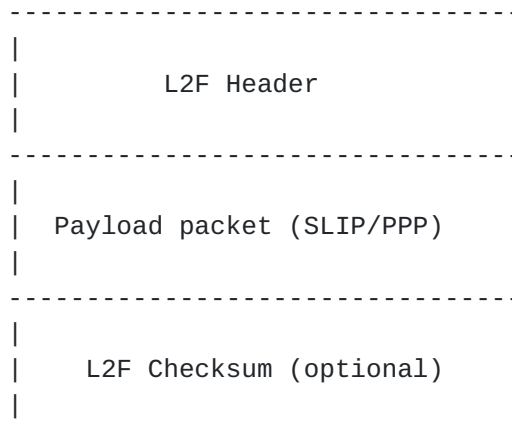 L2F Header
Payload packet (SLIP/PPP)
L2F Checksum (optional)